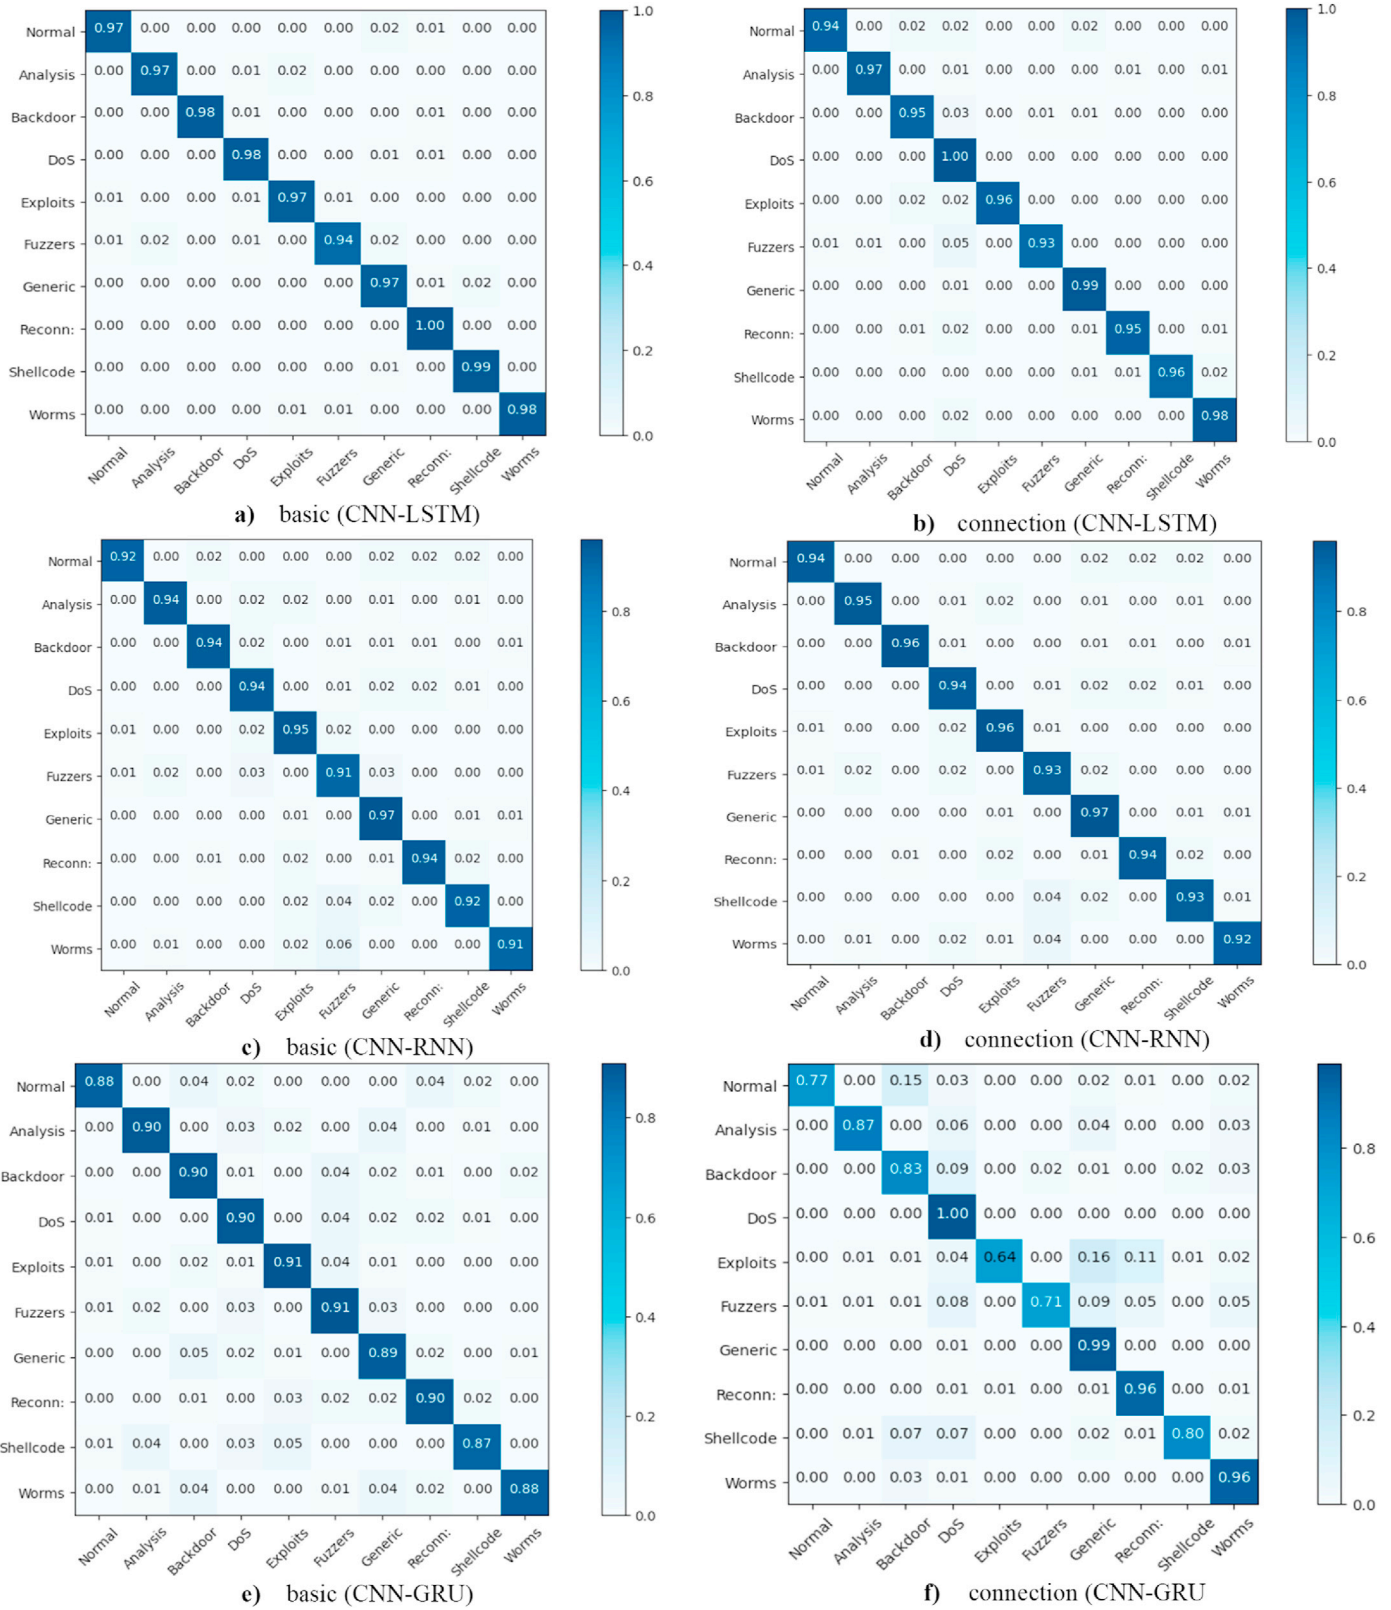 Normal 0.97 0.00 0.00 0.00 0.00 0.00 0.02 0.01 0.00 0.00
Analysis 0.00 0.97 0.00 0.01 0.02 0.00 0.00 0.00 0.00 0.00
Backdoor 0.00 0.00 0.98 0.01 0.00 0.00 0.00 0.01 0.00 0.00
DoS 0.00 0.00 0.00 0.98 0.00 0.00 0.01 0.01 0.00 0.00
Exploits 0.01 0.00 0.00 0.01 0.97 0.01 0.00 0.00 0.00 0.00
Fuzzers 0.01 0.02 0.00 0.01 0.00 0.94 0.02 0.00 0.00 0.00
Generic 0.00 0.00 0.00 0.00 0.00 0.00 0.97 0.01 0.02 0.00
Reconn: 0.00 0.00 0.00 0.00 0.00 0.00 0.00 1.00 0.00 0.00
Shellcode 0.00 0.00 0.00 0.00 0.00 0.00 0.01 0.00 0.99 0.00
Worms 0.00 0.00 0.00 0.00 0.01 0.01 0.00 0.00 0.00 0.98
Normal Analysis Backdoor DoS Exploits Fuzzers Generic Reconn: Shellcode Worms
1.0
0.8
0.6
0.4
0.2
0.0
a) basic (CNN-LSTM)
Normal 0.94 0.00 0.02 0.02 0.00 0.00 0.02 0.00 0.00 0.00
Analysis 0.00 0.97 0.00 0.01 0.00 0.00 0.00 0.01 0.00 0.01
Backdoor 0.00 0.00 0.95 0.03 0.00 0.01 0.01 0.00 0.00 0.00
DoS 0.00 0.00 0.00 1.00 0.00 0.00 0.00 0.00 0.00 0.00
Exploits 0.00 0.00 0.02 0.02 0.96 0.00 0.00 0.00 0.00 0.00
Fuzzers 0.01 0.01 0.00 0.05 0.00 0.93 0.00 0.00 0.00 0.00
Generic 0.00 0.00 0.00 0.01 0.00 0.00 0.99 0.00 0.00 0.00
Reconn: 0.00 0.00 0.01 0.02 0.00 0.00 0.01 0.95 0.00 0.01
Shellcode 0.00 0.00 0.00 0.00 0.00 0.00 0.01 0.01 0.96 0.02
Worms 0.00 0.00 0.00 0.02 0.00 0.00 0.00 0.00 0.00 0.98
Normal Analysis Backdoor DoS Exploits Fuzzers Generic Reconn: Shellcode Worms
1.0
0.8
0.6
0.4
0.2
0.0
b) connection (CNN-LSTM)
Normal 0.92 0.00 0.02 0.00 0.00 0.00 0.02 0.02 0.02 0.00
Analysis 0.00 0.94 0.00 0.02 0.02 0.00 0.01 0.00 0.01 0.00
Backdoor 0.00 0.00 0.94 0.02 0.00 0.01 0.01 0.01 0.00 0.01
DoS 0.00 0.00 0.00 0.94 0.00 0.01 0.02 0.02 0.01 0.00
Exploits 0.01 0.00 0.00 0.02 0.95 0.02 0.00 0.00 0.00 0.00
Fuzzers 0.01 0.02 0.00 0.03 0.00 0.91 0.03 0.00 0.00 0.00
Generic 0.00 0.00 0.00 0.00 0.01 0.00 0.97 0.00 0.01 0.01
Reconn: 0.00 0.00 0.01 0.00 0.02 0.00 0.01 0.94 0.02 0.00
Shellcode 0.00 0.00 0.00 0.00 0.02 0.04 0.02 0.00 0.92 0.00
Worms 0.00 0.01 0.00 0.00 0.02 0.06 0.00 0.00 0.00 0.91
Normal Analysis Backdoor DoS Exploits Fuzzers Generic Reconn: Shellcode Worms
0.8
0.6
0.4
0.2
0.0
c) basic (CNN-RNN)
Normal 0.94 0.00 0.00 0.00 0.00 0.00 0.02 0.02 0.02 0.00
Analysis 0.00 0.95 0.00 0.01 0.02 0.00 0.01 0.00 0.01 0.00
Backdoor 0.00 0.00 0.96 0.01 0.00 0.00 0.01 0.01 0.00 0.01
DoS 0.00 0.00 0.00 0.94 0.00 0.01 0.02 0.02 0.01 0.00
Exploits 0.01 0.00 0.00 0.02 0.96 0.01 0.00 0.00 0.00 0.00
Fuzzers 0.01 0.02 0.00 0.02 0.00 0.93 0.02 0.00 0.00 0.00
Generic 0.00 0.00 0.00 0.00 0.01 0.00 0.97 0.00 0.01 0.01
Reconn: 0.00 0.00 0.01 0.00 0.02 0.00 0.01 0.94 0.02 0.00
Shellcode 0.00 0.00 0.00 0.00 0.00 0.04 0.02 0.00 0.93 0.01
Worms 0.00 0.01 0.00 0.02 0.01 0.04 0.00 0.00 0.00 0.92
Normal Analysis Backdoor DoS Exploits Fuzzers Generic Reconn: Shellcode Worms
0.8
0.6
0.4
0.2
0.0
d) connection (CNN-RNN)
Normal 0.88 0.00 0.04 0.02 0.00 0.00 0.00 0.04 0.02 0.00
Analysis 0.00 0.90 0.00 0.03 0.02 0.00 0.04 0.00 0.01 0.00
Backdoor 0.00 0.00 0.90 0.01 0.00 0.04 0.02 0.01 0.00 0.02
DoS 0.01 0.00 0.00 0.90 0.00 0.04 0.02 0.02 0.01 0.00
Exploits 0.01 0.00 0.02 0.01 0.91 0.04 0.01 0.00 0.00 0.00
Fuzzers 0.01 0.02 0.00 0.03 0.00 0.91 0.03 0.00 0.00 0.00
Generic 0.00 0.00 0.05 0.02 0.01 0.00 0.89 0.02 0.00 0.01
Reconn: 0.00 0.00 0.01 0.00 0.03 0.02 0.02 0.90 0.02 0.00
Shellcode 0.01 0.04 0.00 0.03 0.05 0.00 0.00 0.00 0.87 0.00
Worms 0.00 0.01 0.04 0.00 0.00 0.01 0.04 0.02 0.00 0.88
Normal Analysis Backdoor DoS Exploits Fuzzers Generic Reconn: Shellcode Worms
0.8
0.6
0.4
0.2
0.0
e) basic (CNN-GRU)
Normal 0.77 0.00 0.15 0.03 0.00 0.00 0.02 0.01 0.00 0.02
Analysis 0.00 0.87 0.00 0.06 0.00 0.00 0.04 0.00 0.00 0.03
Backdoor 0.00 0.00 0.83 0.09 0.00 0.02 0.01 0.00 0.02 0.03
DoS 0.00 0.00 0.00 1.00 0.00 0.00 0.00 0.00 0.00 0.00
Exploits 0.00 0.01 0.01 0.04 0.64 0.00 0.16 0.11 0.01 0.02
Fuzzers 0.01 0.01 0.01 0.08 0.00 0.71 0.09 0.05 0.00 0.05
Generic 0.00 0.00 0.00 0.01 0.00 0.00 0.99 0.00 0.00 0.00
Reconn: 0.00 0.00 0.00 0.01 0.01 0.00 0.01 0.96 0.00 0.01
Shellcode 0.00 0.01 0.07 0.07 0.00 0.00 0.02 0.01 0.80 0.02
Worms 0.00 0.00 0.03 0.01 0.00 0.00 0.00 0.00 0.00 0.96
Normal Analysis Backdoor DoS Exploits Fuzzers Generic Reconn: Shellcode Worms
0.8
0.6
0.4
0.2
0.0
f) connection (CNN-GRU